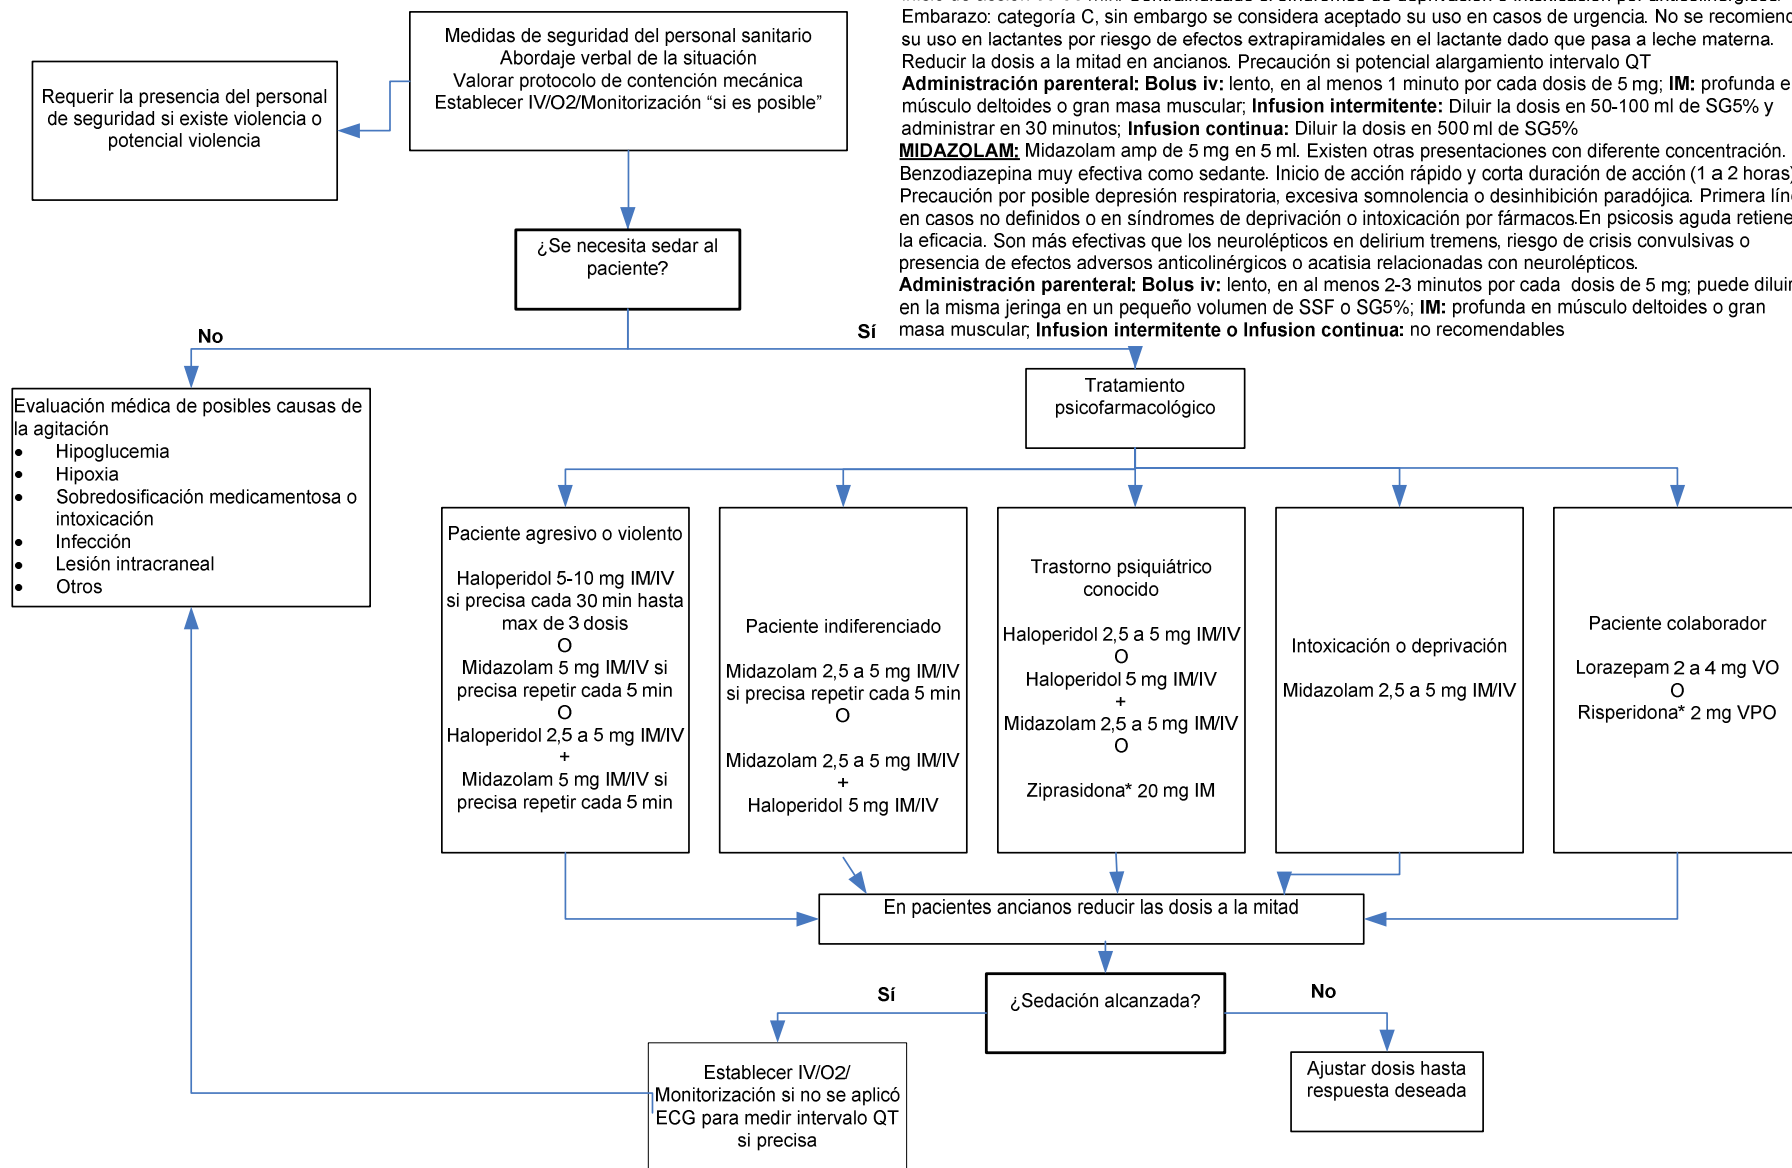 Medidas de seguridad del personal sanitario
Abordaje verbal de la situación
Valorar protocolo de contención mecánica
Establecer IV/O2/Monitorización “si es posible”
Requerir la presencia del personal
de seguridad si existe violencia o
potencial violencia
Embarazo: categoría C, sin embargo se considera aceptado su uso en casos de urgencia. No se
su uso en lactantes por riesgo de efectos extrapiramidales en el lactante dado que pasa a leche materna.
Reducir la dosis a la mitad en ancianos. Precaución si potencial alargamiento intervalo QT
Administración parenteral: Bolus iv: lento, en al menos 1 minuto por cada dosis de 5 mg; IM: profunda e
músculo deltoides o gran masa muscular; Infusion intermitente: Diluir la dosis en 50-100 ml de SG5% y
administrar en 30 minutos; Infusion continua: Diluir la dosis en 500 ml de SG5%
MIDAZOLAM: Midazolam amp de 5 mg en 5 ml. Existen otras presentaciones con diferente concentración.
Benzodiazepina muy efectiva como sedante. Inicio de acción rápido y corta duración de acción (1 a 2 horas)
Precaución por posible depresión respiratoria, excesiva somnolencia o desinhibición paradójica. Primera lín
en casos no definidos o en síndromes de deprivación o intoxicación por fármacos.En psicosis aguda retiene
la eficacia. Son más efectivas que los neurolépticos en delirium tremens, riesgo de crisis convulsivas o
presencia de efectos adversos anticolinérgicos o acatisia relacionadas con neurolépticos.
Administración parenteral: Bolus iv: lento, en al menos 2-3 minutos por cada dosis de 5 mg; puede diluir
en la misma jeringa en un pequeño volumen de SSF o SG5%; IM: profunda en músculo deltoides o gran
masa muscular; Infusion intermitente o Infusion continua: no recomendables
¿Se necesita sedar al
paciente?
No
Sí
Evaluación médica de posibles causas de
la agitación
• Hipoglucemia
• Hipoxia
• Sobredosificación medicamentosa o
intoxicación
• Infección
• Lesión intracraneal
• Otros
Tratamiento
psicofarmacológico
Paciente agresivo o violento
Haloperidol 5-10 mg IM/IV
si precisa cada 30 min hasta
max de 3 dosis
O
Midazolam 5 mg IM/IV si
precisa repetir cada 5 min
O
Haloperidol 2,5 a 5 mg IM/IV
+
Midazolam 5 mg IM/IV si
precisa repetir cada 5 min
Paciente indiferenciado
Midazolam 2,5 a 5 mg IM/IV
si precisa repetir cada 5 min
O
Midazolam 2,5 a 5 mg IM/IV
+
Haloperidol 5 mg IM/IV
Trastorno psiquiátrico
conocido
Haloperidol 2,5 a 5 mg IM/IV
O
Haloperidol 5 mg IM/IV
+
Midazolam 2,5 a 5 mg IM/IV
O
Ziprasidona* 20 mg IM
Intoxicación o deprivación
Midazolam 2,5 a 5 mg IM/IV
Paciente colaborador
Lorazepam 2 a 4 mg VO
O
Risperidona* 2 mg VPO
En pacientes ancianos reducir las dosis a la mitad
¿Sedación alcanzada?
Sí
No
Establecer IV/O2/
Monitorización si no se aplicó
ECG para medir intervalo QT
si precisa
Ajustar dosis hasta
respuesta deseada